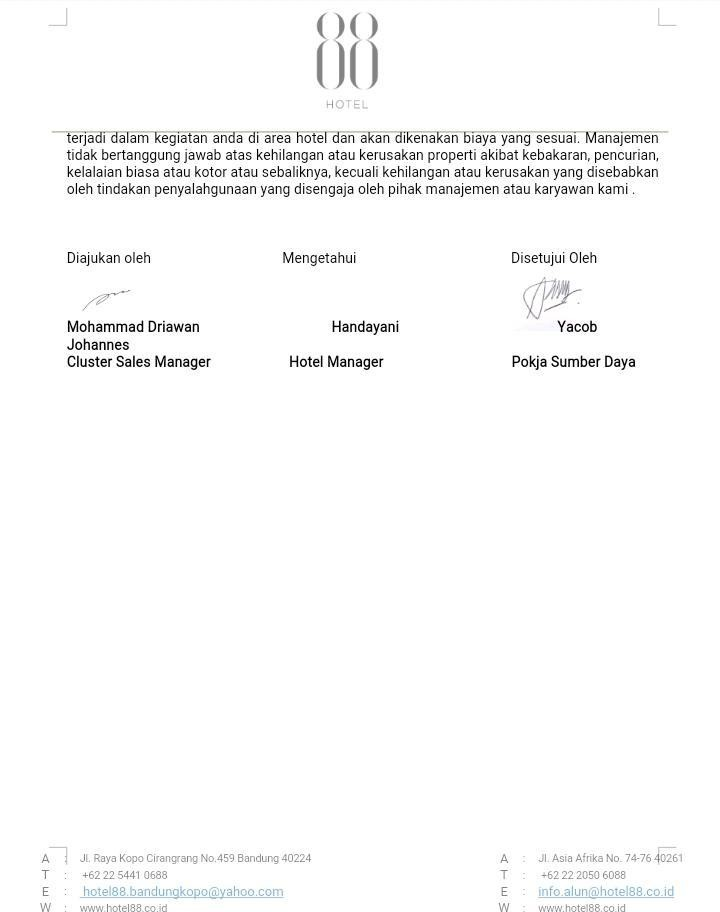 88
HOTEL
terjadi dalam kegiatan anda di area hotel dan akan dikenakan biaya yang sesuai. Manajemen
tidak bertanggung jawab atas kehilangan atau kerusakan properti akibat kebakaran, pencurian,
kelalaian biasa atau kotor atau sebaliknya, kecuali kehilangan atau kerusakan yang disebabkan
oleh tindakan penyalahgunaan yang disengaja oleh pihak manajemen atau karyawan kami .
Diajukan oleh Mengetahui Disetujui Oleh
Mohammad Driawan Handayani Yacob
Johannes
Cluster Sales Manager Hotel Manager Pokja Sumber Daya
A : Jl. Raya Kopo Cirangrang No.459 Bandung 40224 A : Jl. Asia Afrika No. 74-76 40261
T : +62 22 5441 0688 T : +62 22 2050 6088
E : hotel88.bandungkopo@yahoo.com E : info.alun@hotel88.co.id
W : www.hotel88.co.id W : www.hotel88.co.id